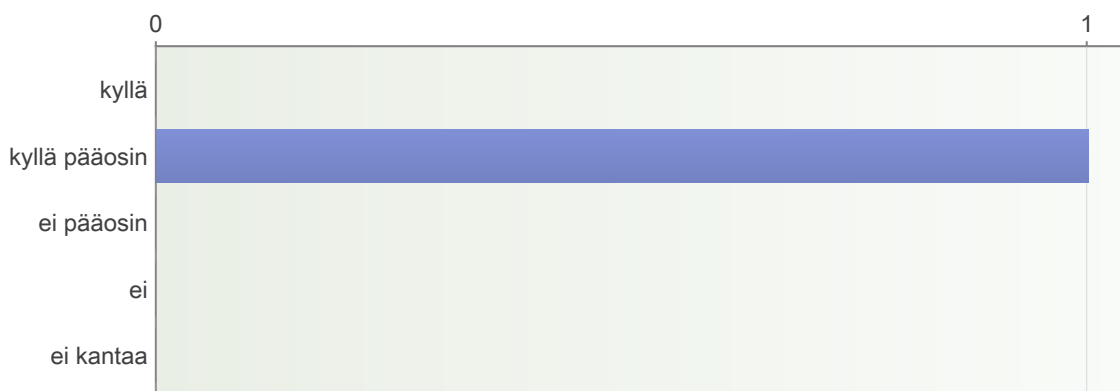 0 1
kyllä
kyllä pääosin
ei pääosin
ei
ei kantaa